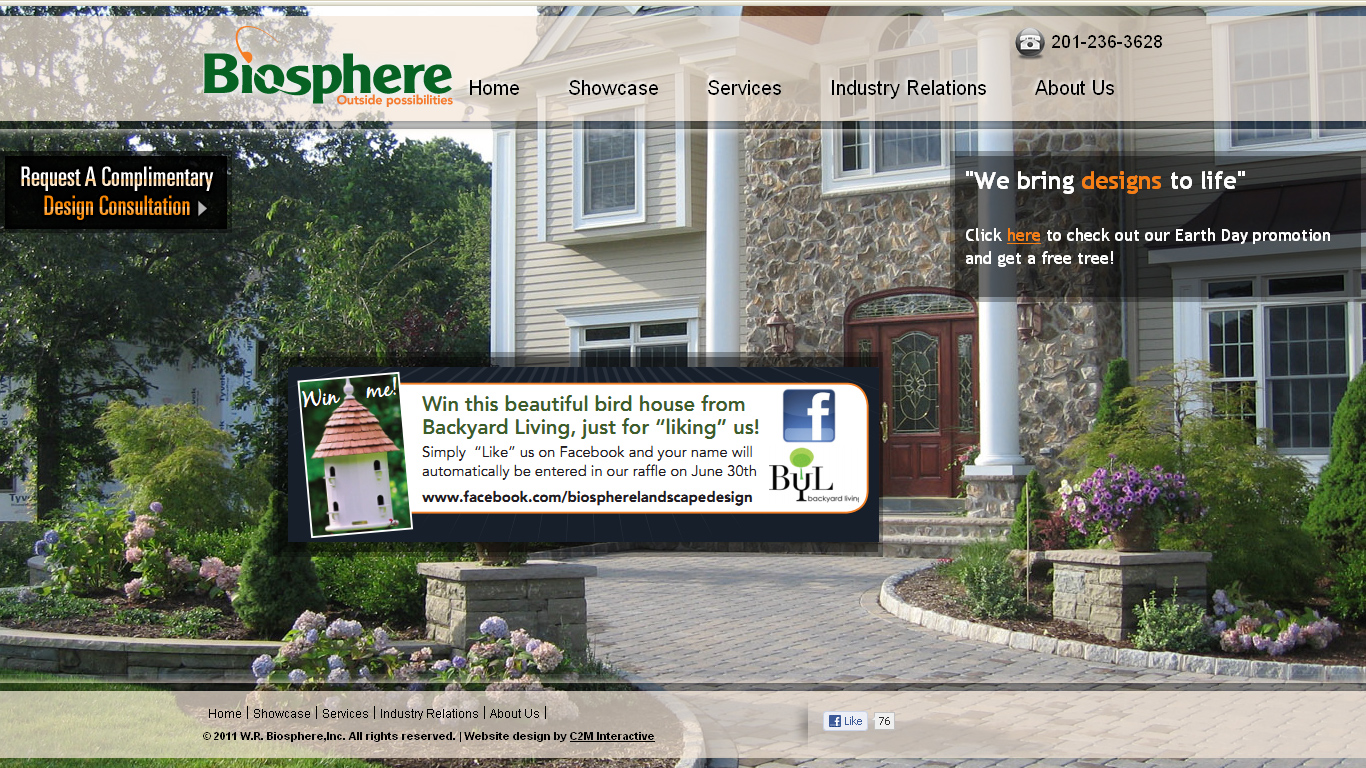 Biosphere
Outside possibilities
201-236-3628
Home Showcase Services Industry Relations About Us
Request A Complimentary
Design Consultation
"We bring designs to life"
Click here to check out our Earth Day promotion
and get a free tree!
Win me!
Win this beautiful bird house from
Backyard Living, just for “liking” us!
Simply “Like” us on Facebook and your name will
automatically be entered in our raffle on June 30th
www.facebook.com/biospherelandscapedesign
f
ByL
backyard living
Home | Showcase | Services | Industry Relations | About Us |
© 2011 W.R. Biosphere,Inc. All rights reserved. | Website design by C2M Interactive
f Like 76